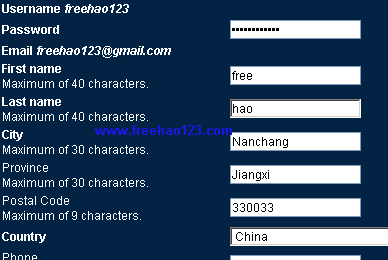 Username freehao123
Password ***********
Email freehao123@gmail.com
First name
Maximum of 40 characters. free
Last name
Maximum of 40 characters. hao
www.freehao123.com
City
Maximum of 30 characters. Nanchang
Province
Maximum of 30 characters. Jiangxi
Postal Code
Maximum of 9 characters. 330033
Country China
Phone